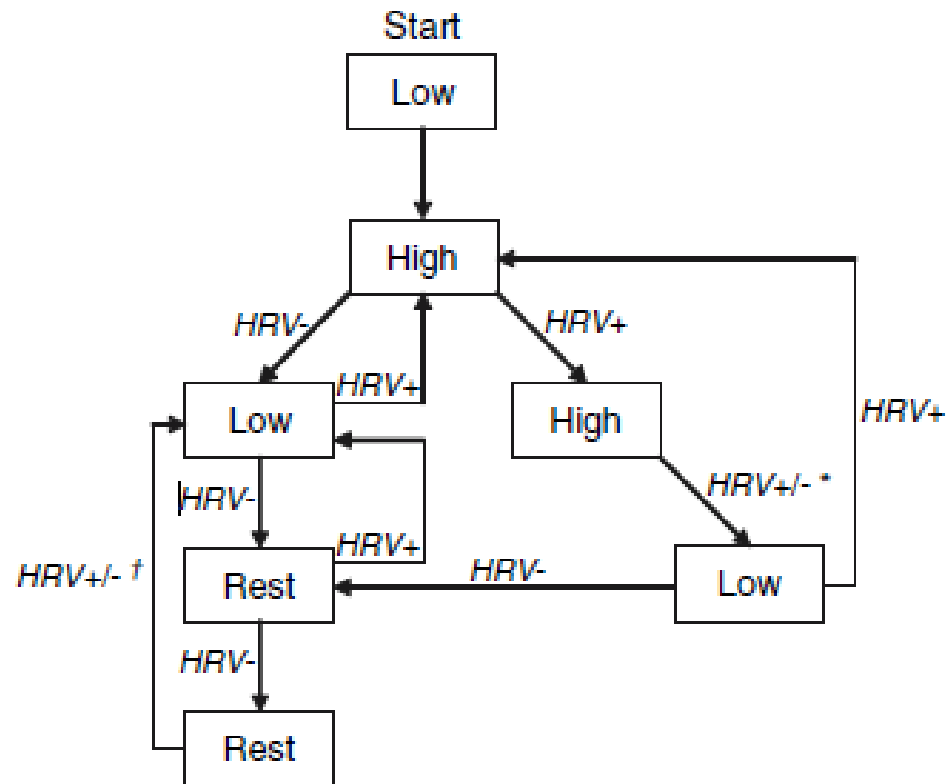 Start
Low
High
HRV-
HRV+
HRV+
Low
High
HRV+
HRV+/- *
HRV-
HRV+
HRV+/- †
Rest
HRV-
Low
HRV-
Rest